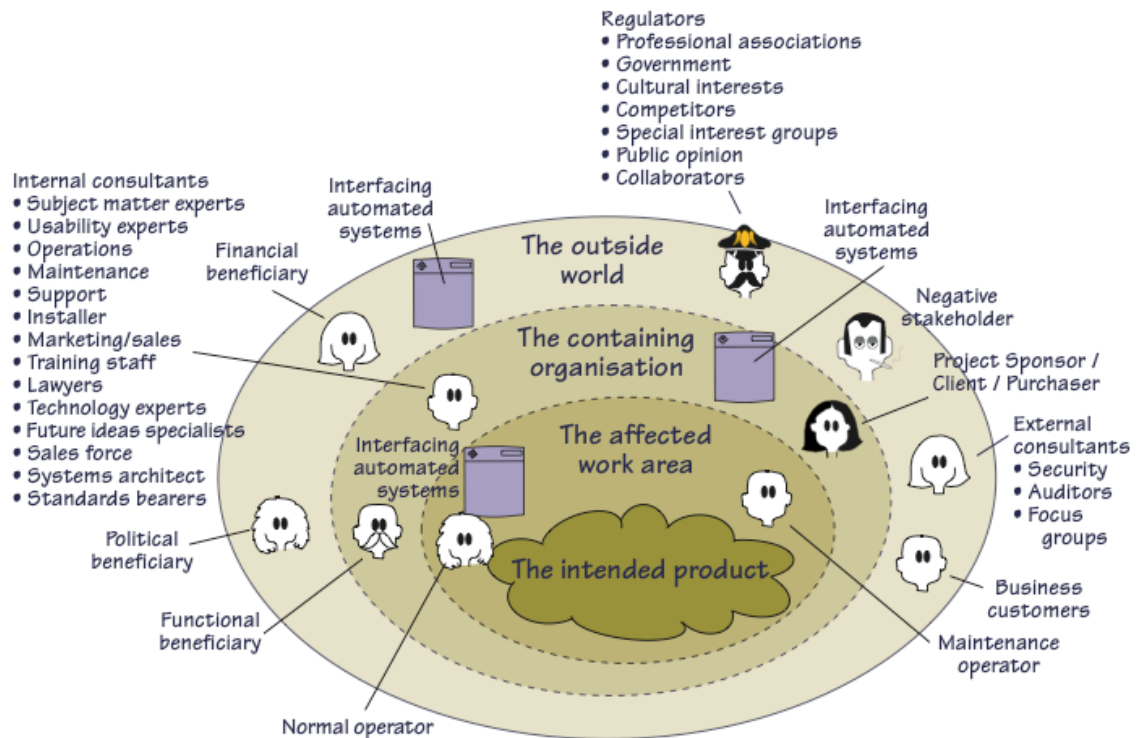 Regulators
• Professional associations
• Government
• Cultural interests
• Competitors
• Special interest groups
• Public opinion
• Collaborators
Internal consultants
• Subject matter experts
• Usability experts
• Operations
• Maintenance
• Support
• Installer
• Marketing/sales
• Training staff
• Lawyers
• Technology experts
• Future ideas specialists
• Sales force
• Systems architect
• Standards bearers
Interfacing
automated
systems
Financial
beneficiary
The outside
world
Interfacing
automated
systems
Negative
stakeholder
The containing
organisation
Project Sponsor /
Client / Purchaser
The affected
work area
Interfacing
automated
systems
External
consultants
• Security
• Auditors
• Focus
groups
Political
beneficiary
The intended product
Business
customers
Functional
beneficiary
Maintenance
operator
Normal operator